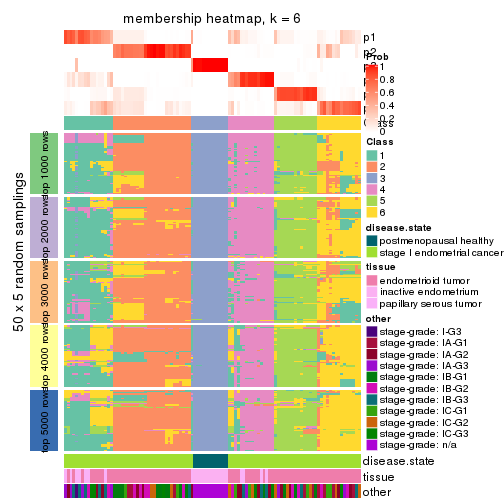 membership heatmap, k = 6
p1
p2
Prob
1
0.8
0.6
0.4
0.2
0
Class
1
2
3
4
5
6
disease.state
postmenopausal healthy
stage I endometrial cancer
tissue
endometrioid tumor
inactive endometrium
papillary serous tumor
other
stage-grade: I-G3
stage-grade: IA-G1
stage-grade: IA-G2
stage-grade: IA-G3
stage-grade: IB-G1
stage-grade: IB-G2
stage-grade: IB-G3
stage-grade: IC-G1
stage-grade: IC-G2
stage-grade: IC-G3
stage-grade: n/a
50 x 5 random samplings
top 1000 rows
top 2000 rows
top 3000 rows
top 4000 rows
top 5000 rows
disease.state
tissue
other